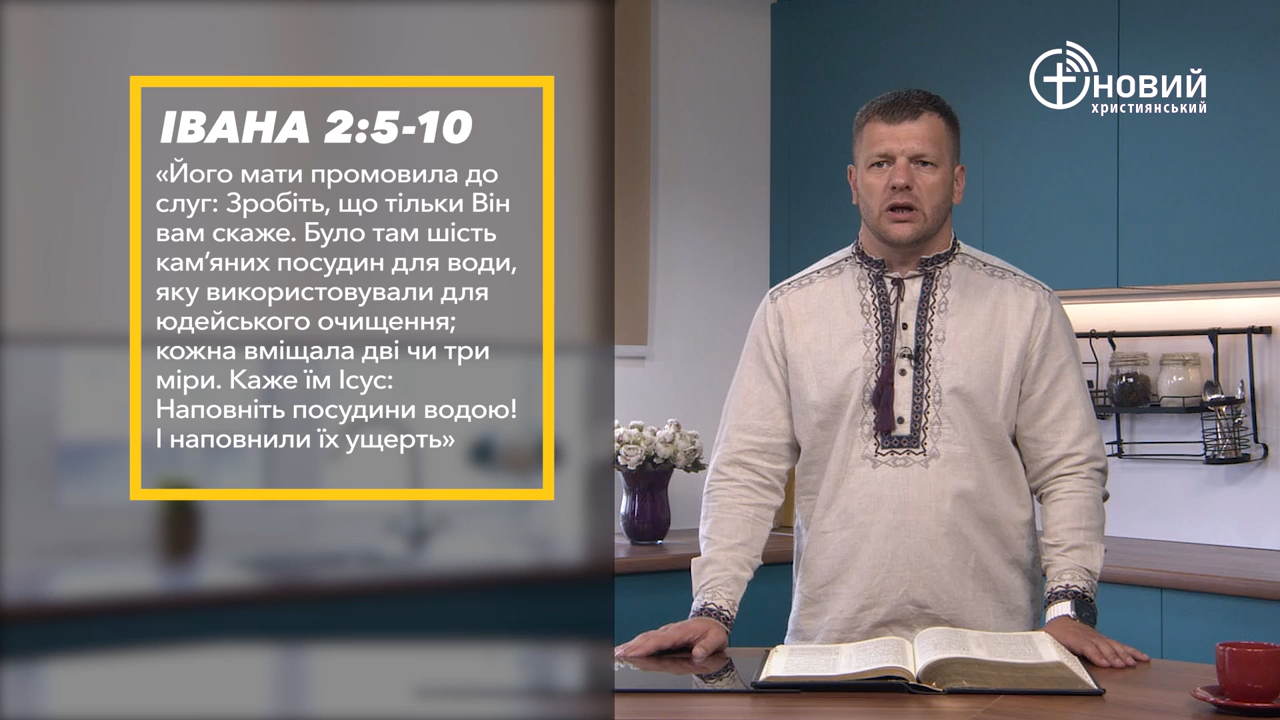 ІВАНА 2:5-10
«Його мати промовила до
слуг: Зробіть, що тільки Він
вам скаже. Було там шість
кам’яних посудин для води,
яку використовували для
юдейського очищення;
кожна вміщала дві чи три
міри. Каже їм Ісус:
Наповніть посудини водою!
І наповнили їх ущерть»
НОВИЙ
християнський